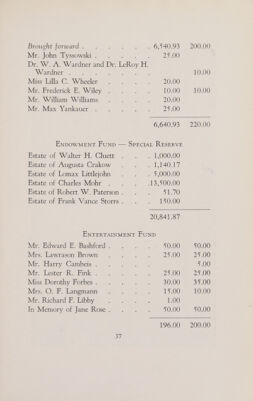 Brought forward . . . . . . 6,540.93 200.00
Mr. John Tyssowski . . . . . 25.00
Dr. W. A. Wardner and Dr. LeRoy H.
Wardner . . . . . . . 10.00
Miss Lilla C. Wheeler . . . . 20.00
Mr. Frederick E. Wiley . . . . 10.00 10.00
Mr. William Williams . . . . 20.00
Mr. Max Yankauer . . . . . 25.00
6,640.93 220.00
Endowment Fund — Special Reserve
Estate of Walter H. Cluett . . . 1,000.00
Estate of Augusta Crakow . . . 1,140.17
Estate of Lomax Littlejohn . . . 5,000.00
Estate of Charles Mohr . . . .13,500.00
Estate of Robert W. Paterson . . . 51.70
Estate of Frank Vance Storrs . . . 150.00
20,841.87
Entertainment Fund
Mr. Edward E. Bashford . . . . 50.00 50.00
Mrs. Lawrason Brown . . . . 25.00 25.00
Mr. Harry Cambeis . . . . . 5.00
Mr. Lester R. Fink . . . . . 25.00 25.00
Miss Dorothy Forbes . . . . . 30.00 35.00
Mrs. O. F. Langmann . . . . 15.00 10.00
Mr. Richard F. Libby . . . . 1.00
In Memory of Jane Rose . . . . 50.00 50.00
196.00 200.00
37